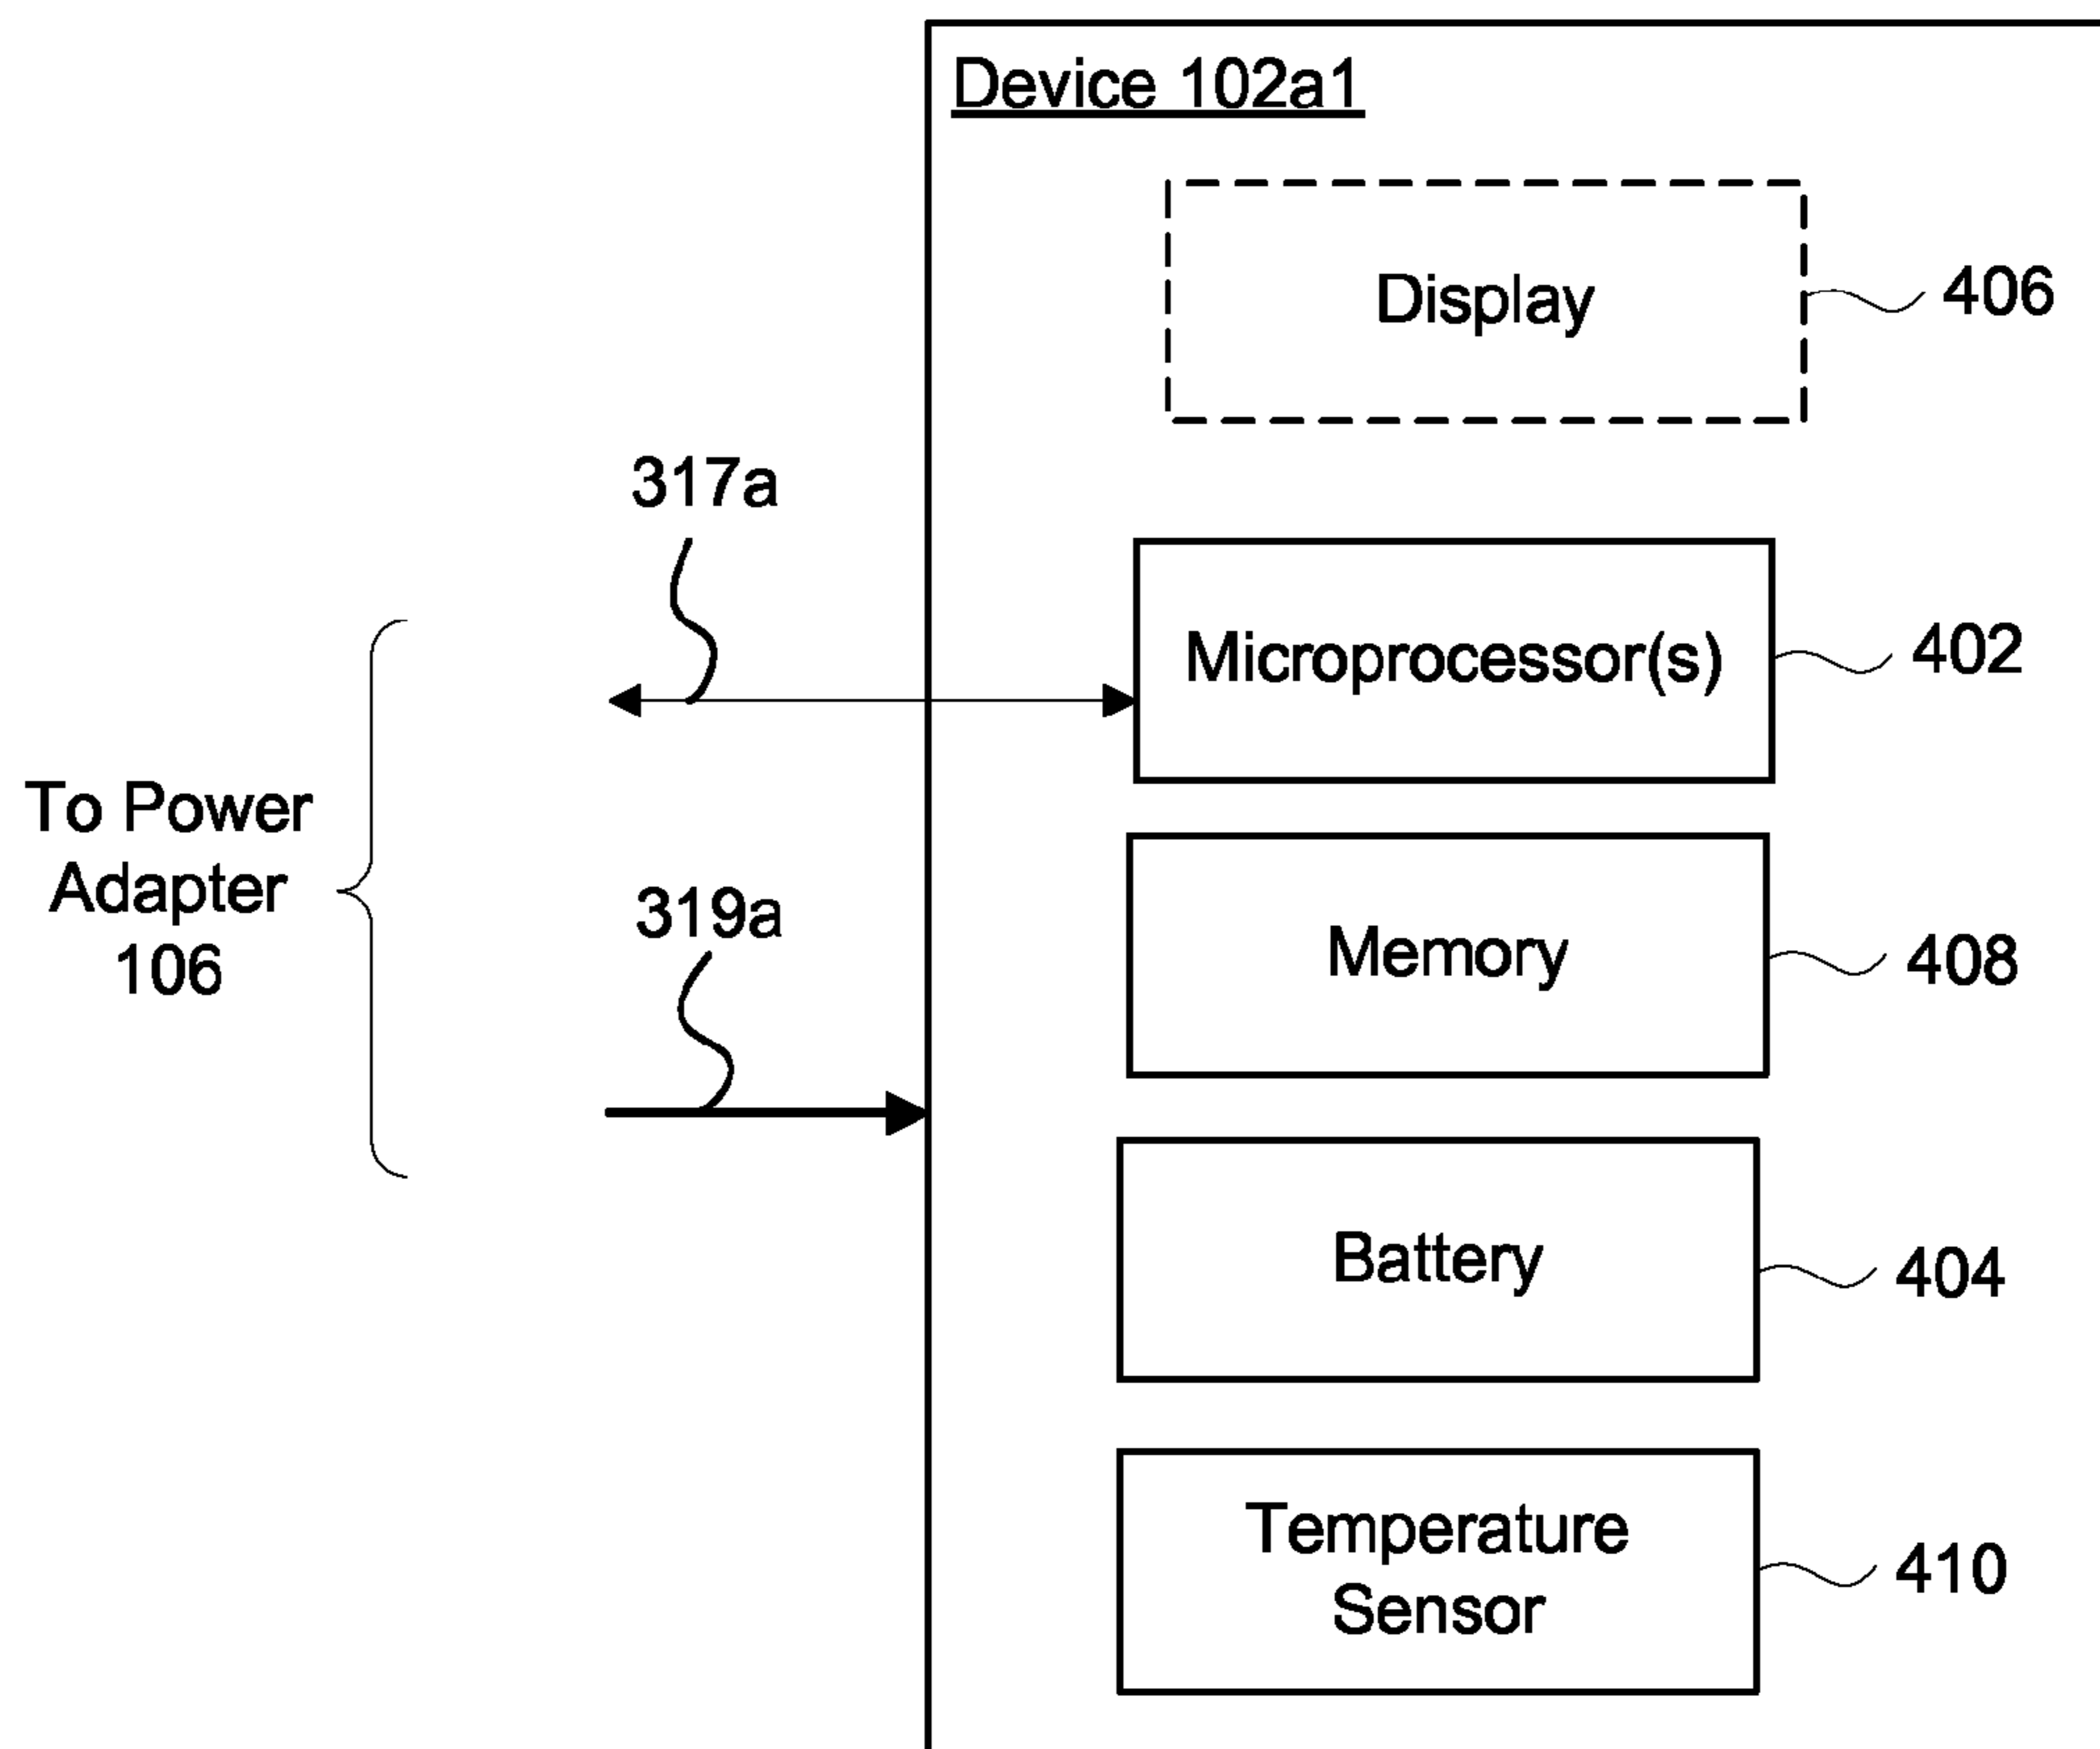 Device 102a1
Display
406
317a
Microprocessor(s)
402
To Power
Adapter
106
319a
Memory
408
Battery
404
Temperature
Sensor
410